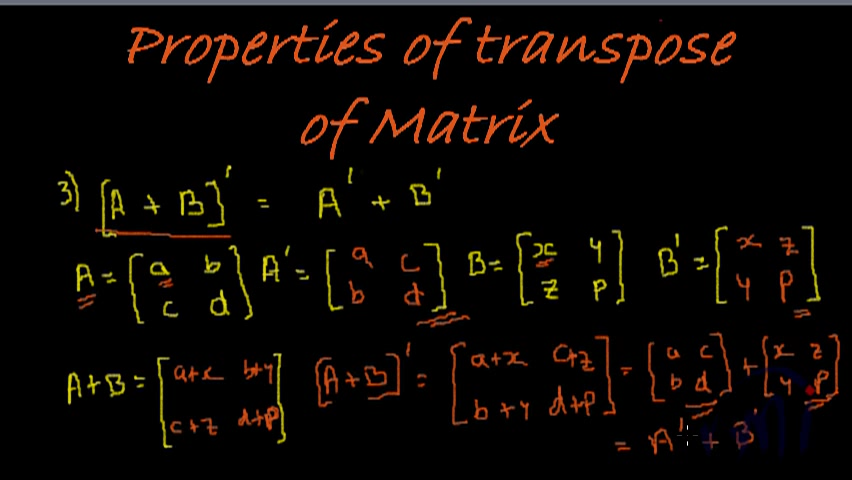 Properties of transpose
of Matrix
3) [A + B]' = A' + B'
A = [a b] A' = [a c] B = [x y] B' = [x z]
[c d] [b d] [z p] [y p]
A+B = [a+x b+y] [A+B]' = [a+x c+z] = [a c] + [x z]
[c+z d+p] [b+y d+p] [b d] [y p]
= A' + B'